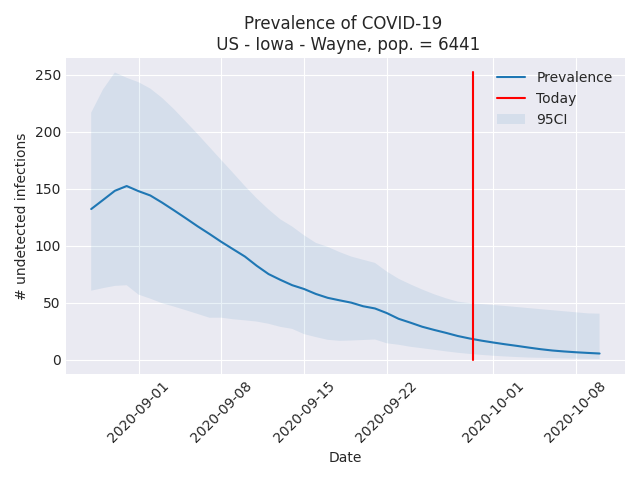 Prevalence of COVID-19
US - Iowa - Wayne, pop. = 6441
250
200
150
100
50
0
# undetected infections
Prevalence
Today
95CI
2020-09-01
2020-09-08
2020-09-15
2020-09-22
2020-10-01
2020-10-08
Date